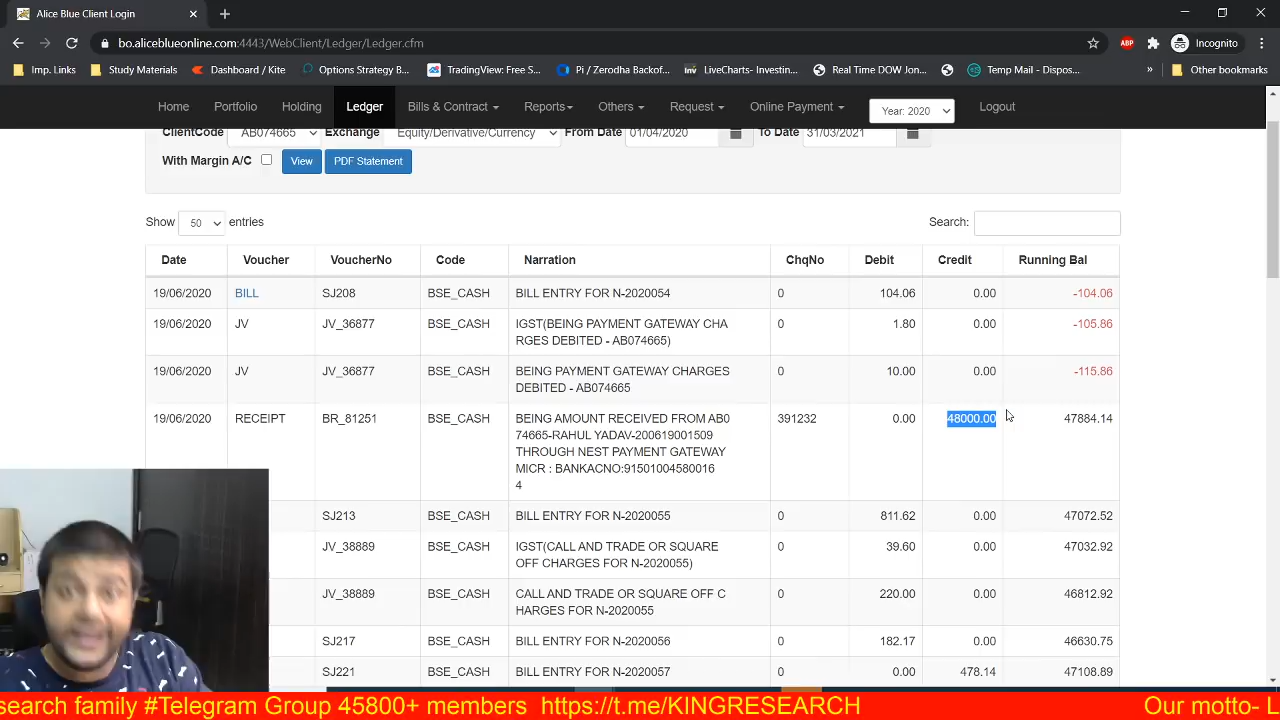 Alice Blue Client Login
bo.aliceblueonline.com:4443/WebClient/Ledger/Ledger.cfm
ABP
Incognito
Imp. Links
Study Materials
Dashboard / Kite
Options Strategy B...
TradingView: Free S...
Pi / Zerodha Backof...
Inv
LiveCharts- Investin...
Real Time DOW Jon...
Temp Mail - Dispos...
»
Other bookmarks
Home Portfolio Holding Ledger Bills & Contract Reports Others Request Online Payment Year: 2020 Logout
ClientCode AB074665 Exchange Equity/Derivative/Currency From Date 01/04/2020 To Date 31/03/2021
With Margin A/C View PDF Statement
Show 50 entries Search:
Date Voucher VoucherNo Code Narration ChqNo Debit Credit Running Bal
19/06/2020 BILL SJ208 BSE_CASH BILL ENTRY FOR N-2020054 0 104.06 0.00 -104.06
19/06/2020 JV JV_36877 BSE_CASH IGST(BEING PAYMENT GATEWAY CHA 0 1.80 0.00 -105.86
RGES DEBITED - AB074665)
19/06/2020 JV JV_36877 BSE_CASH BEING PAYMENT GATEWAY CHARGES 0 10.00 0.00 -115.86
DEBITED - AB074665
19/06/2020 RECEIPT BR_81251 BSE_CASH BEING AMOUNT RECEIVED FROM AB0 391232 0.00 48000.00 47884.14
74665-RAHUL YADAV-200619001509
THROUGH NEST PAYMENT GATEWAY
MICR : BANKACNO:91501004580016
4
SJ213 BSE_CASH BILL ENTRY FOR N-2020055 0 811.62 0.00 47072.52
JV_38889 BSE_CASH IGST(CALL AND TRADE OR SQUARE 0 39.60 0.00 47032.92
OFF CHARGES FOR N-2020055)
JV_38889 BSE_CASH CALL AND TRADE OR SQUARE OFF C 0 220.00 0.00 46812.92
HARGES FOR N-2020055
SJ217 BSE_CASH BILL ENTRY FOR N-2020056 0 182.17 0.00 46630.75
SJ221 BSE_CASH BILL ENTRY FOR N-2020057 0 0.00 478.14 47108.89
search family #Telegram Group 45800+ members https://t.me/KINGRESEARCH Our motto- L